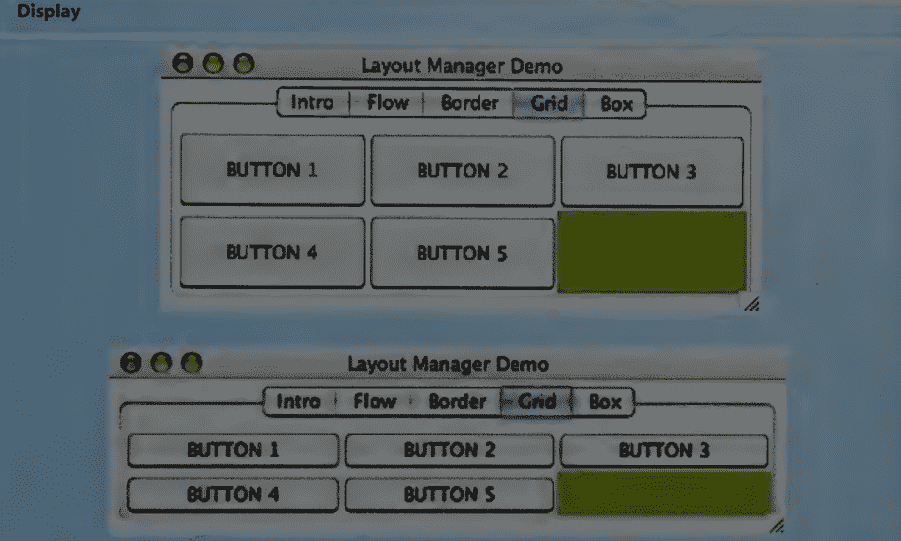 Display
Layout Manager Demo
Intro Flow Border Grid Box
BUTTON 1 BUTTON 2 BUTTON 3
BUTTON 4 BUTTON 5
Layout Manager Demo
Intro Flow Border Grid Box
BUTTON 1 BUTTON 2 BUTTON 3
BUTTON 4 BUTTON 5